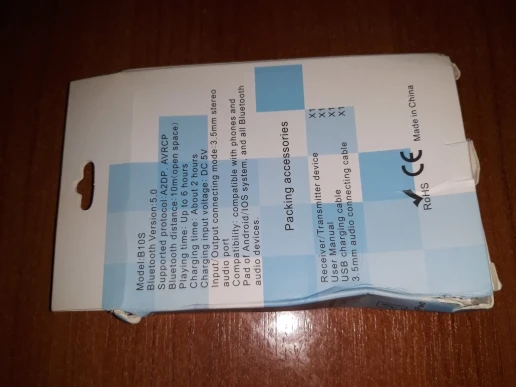 Model:B10S
Bluetooth Version:5.0
Supported protocol:A2DP, AVRCP
Bluetooth distance:10m(open space)
Playing time: Up to 6 hours
Charging time: About 2 hours
Charging input voltage: DC 5V
Input/Output connecting mode:3.5mm stereo
audio port
Compatibility: compatible with phones and
Pad of Android/IOS system, and all Bluetooth
audio devices.
Packing accessories
Receiver/Transmitter device X1
User Manual X1
USB charging cable X1
3.5mm audio connecting cable X1
RoHS CE Made in China